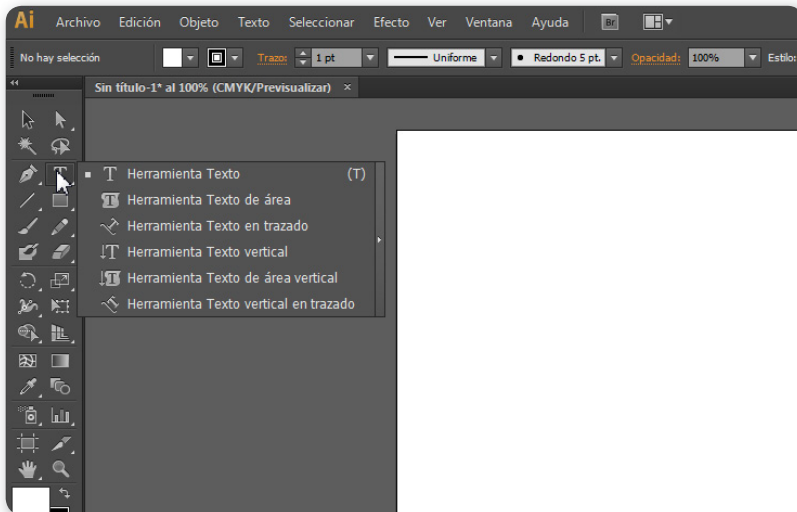 Ai Archivo Edición Objeto Texto Seleccionar Efecto Ver Ventana Ayuda Br
No hay selección Trazo: 1 pt Uniforme Redondo 5 pt. Opacidad: 100% Estilo:
Sin título-1* al 100% (CMYK/Previsualizar) ×
T Herramienta Texto (T)
Herramienta Texto de área
Herramienta Texto en trazado
Herramienta Texto vertical
Herramienta Texto de área vertical
Herramienta Texto vertical en trazado